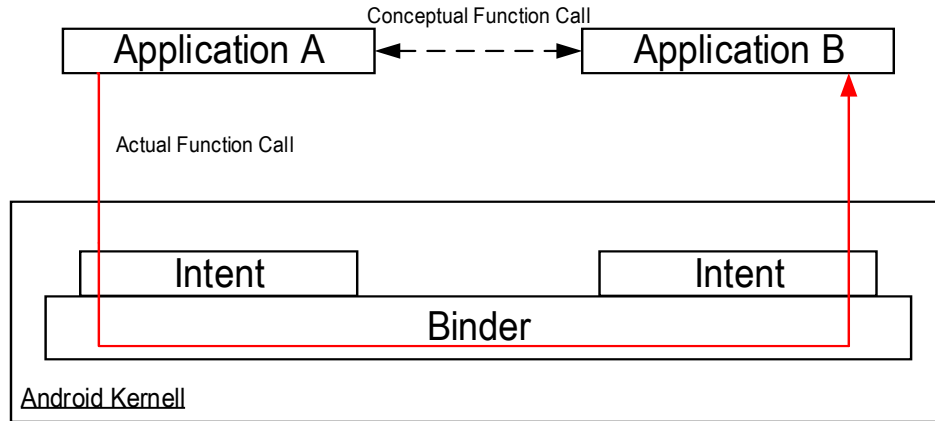 Conceptual Function Call
Application A
Application B
Actual Function Call
Intent
Intent
Binder
Android Kernell